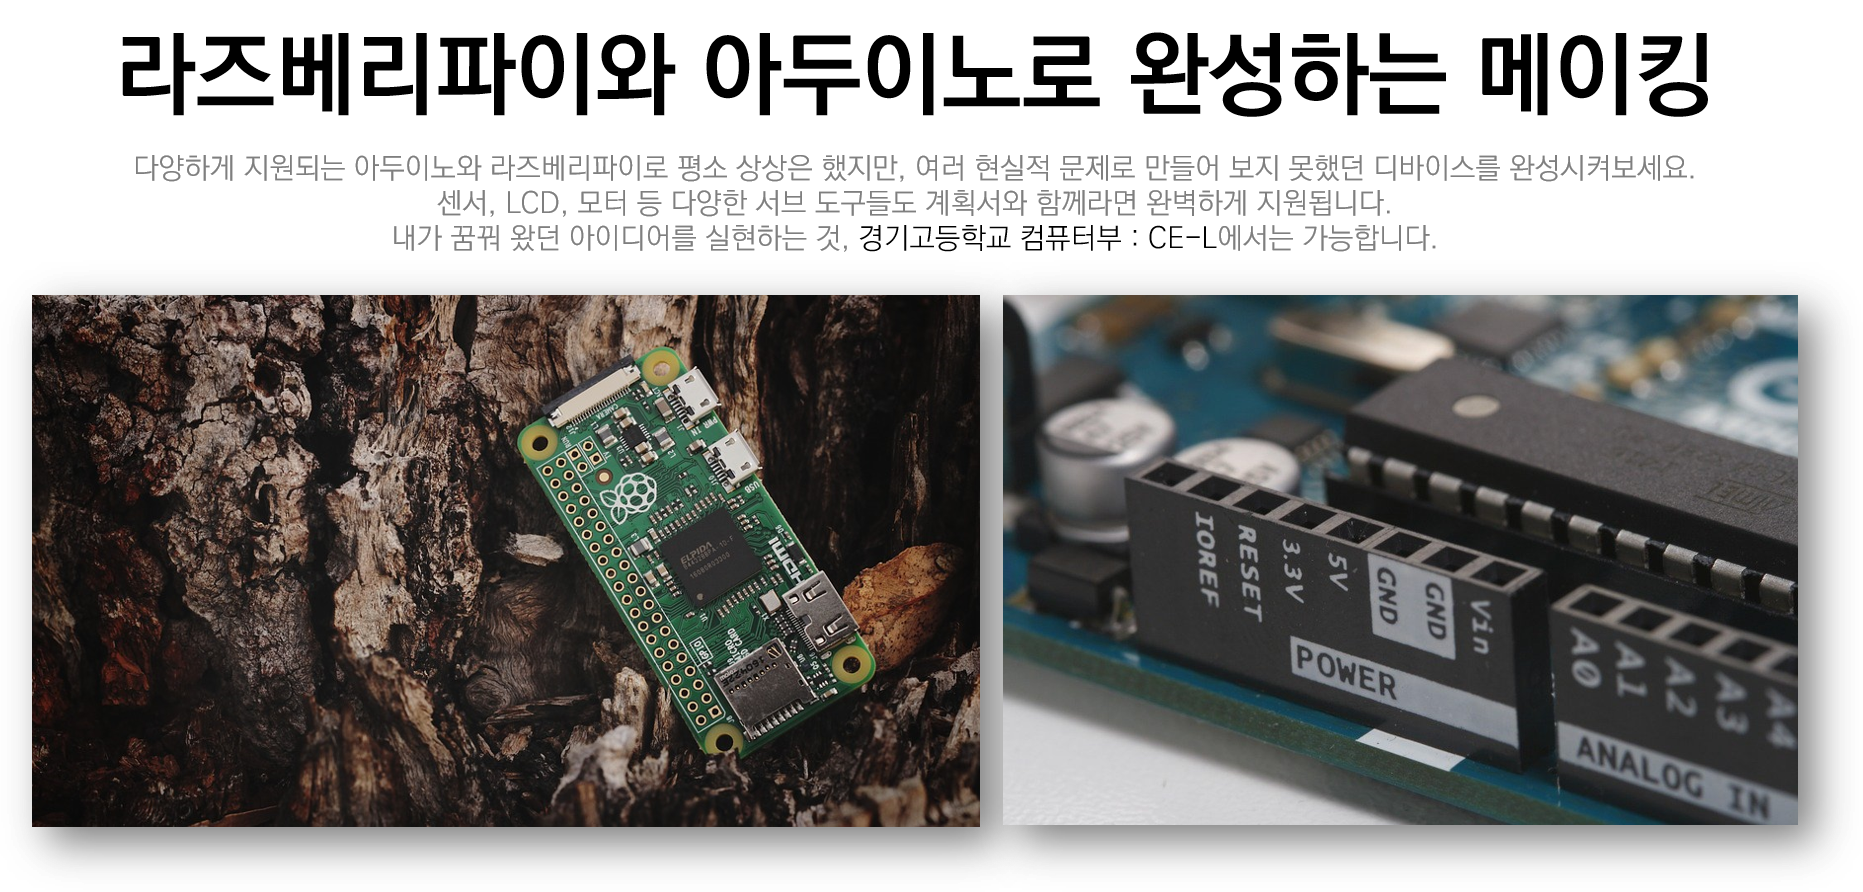 라즈베리파이와 아두이노로 완성하는 메이킹
다양하게 지원되는 아두이노와 라즈베리파이로 평소 상상은 했지만, 여러 현실적 문제로 만들어 보지 못했던 디바이스를 완성시켜보세요.
센서, LCD, 모터 등 다양한 서브 도구들도 계획서와 함께라면 완벽하게 지원됩니다.
내가 꿈꿔 왔던 아이디어를 실현하는 것, 경기고등학교 컴퓨터부 : CE-L에서는 가능합니다.
CAMERA
USB
HDMI
ELPIDA
GPIO
MICRO
IOREF
RESET
3.3V
5V
GND
GND
Vin
POWER
A0
A1
A2
A3
A4
ANALOG IN